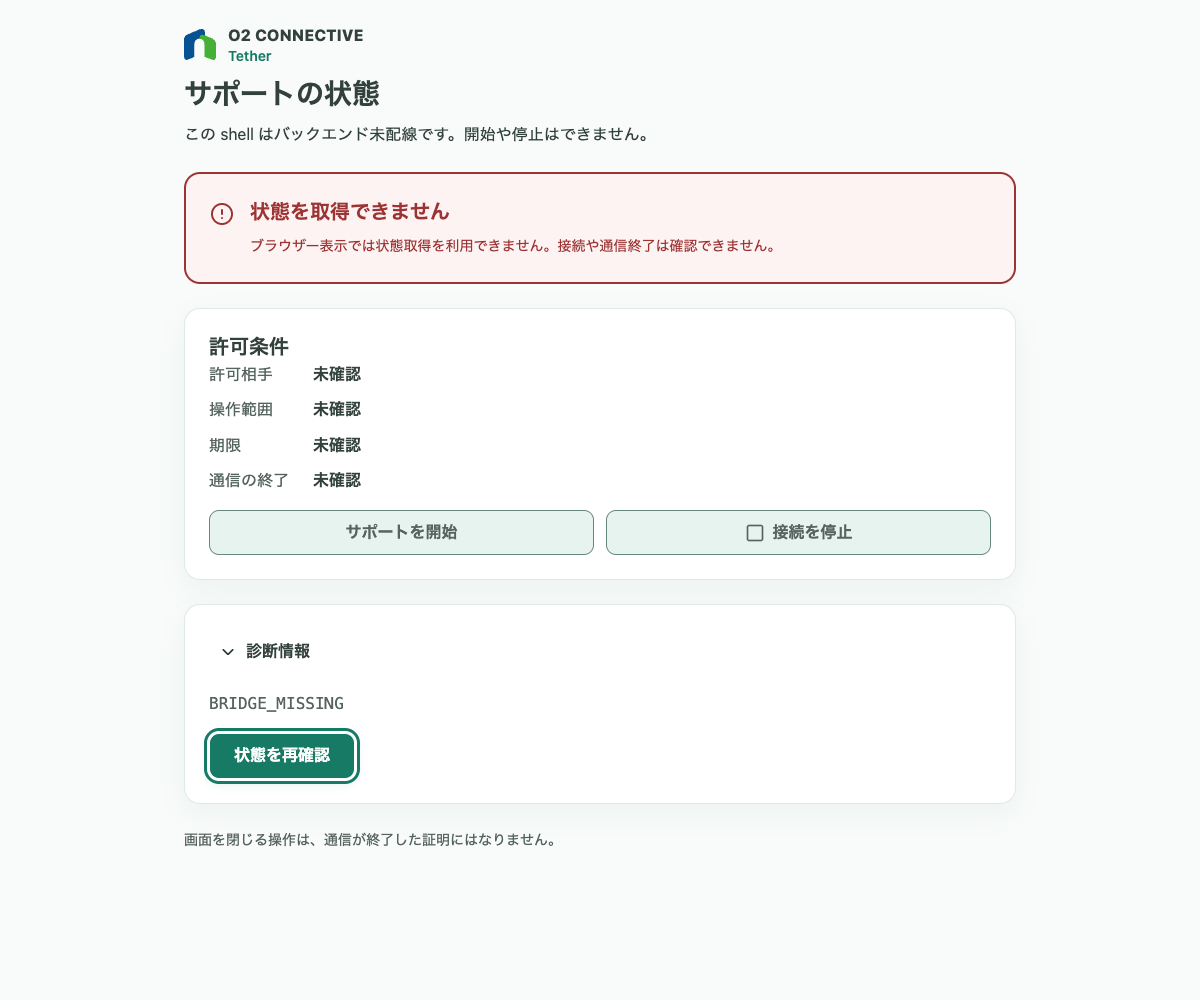 O2 CONNECTIVE
Tether
サポートの状態
この shell はバックエンド未配線です。開始や停止はできません。
状態を取得できません
ブラウザー表示では状態取得を利用できません。接続や通信終了は確認できません。
許可条件
許可相手 未確認
操作範囲 未確認
期限 未確認
通信の終了 未確認
サポートを開始 接続を停止
診断情報
BRIDGE_MISSING
状態を再確認
画面を閉じる操作は、通信が終了した証明にはなりません。